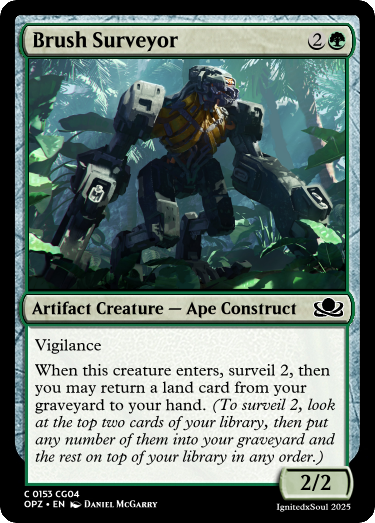 Brush Surveyor 2
Artifact Creature — Ape Construct
Vigilance
When this creature enters, surveil 2, then
you may return a land card from your
graveyard to your hand. (To surveil 2, look
at the top two cards of your library, then put
any number of them into your graveyard and
the rest on top of your library in any order.)
2/2
C 0153 CG04
OPZ • EN Daniel McGarry
IgnitedxSoul 2025